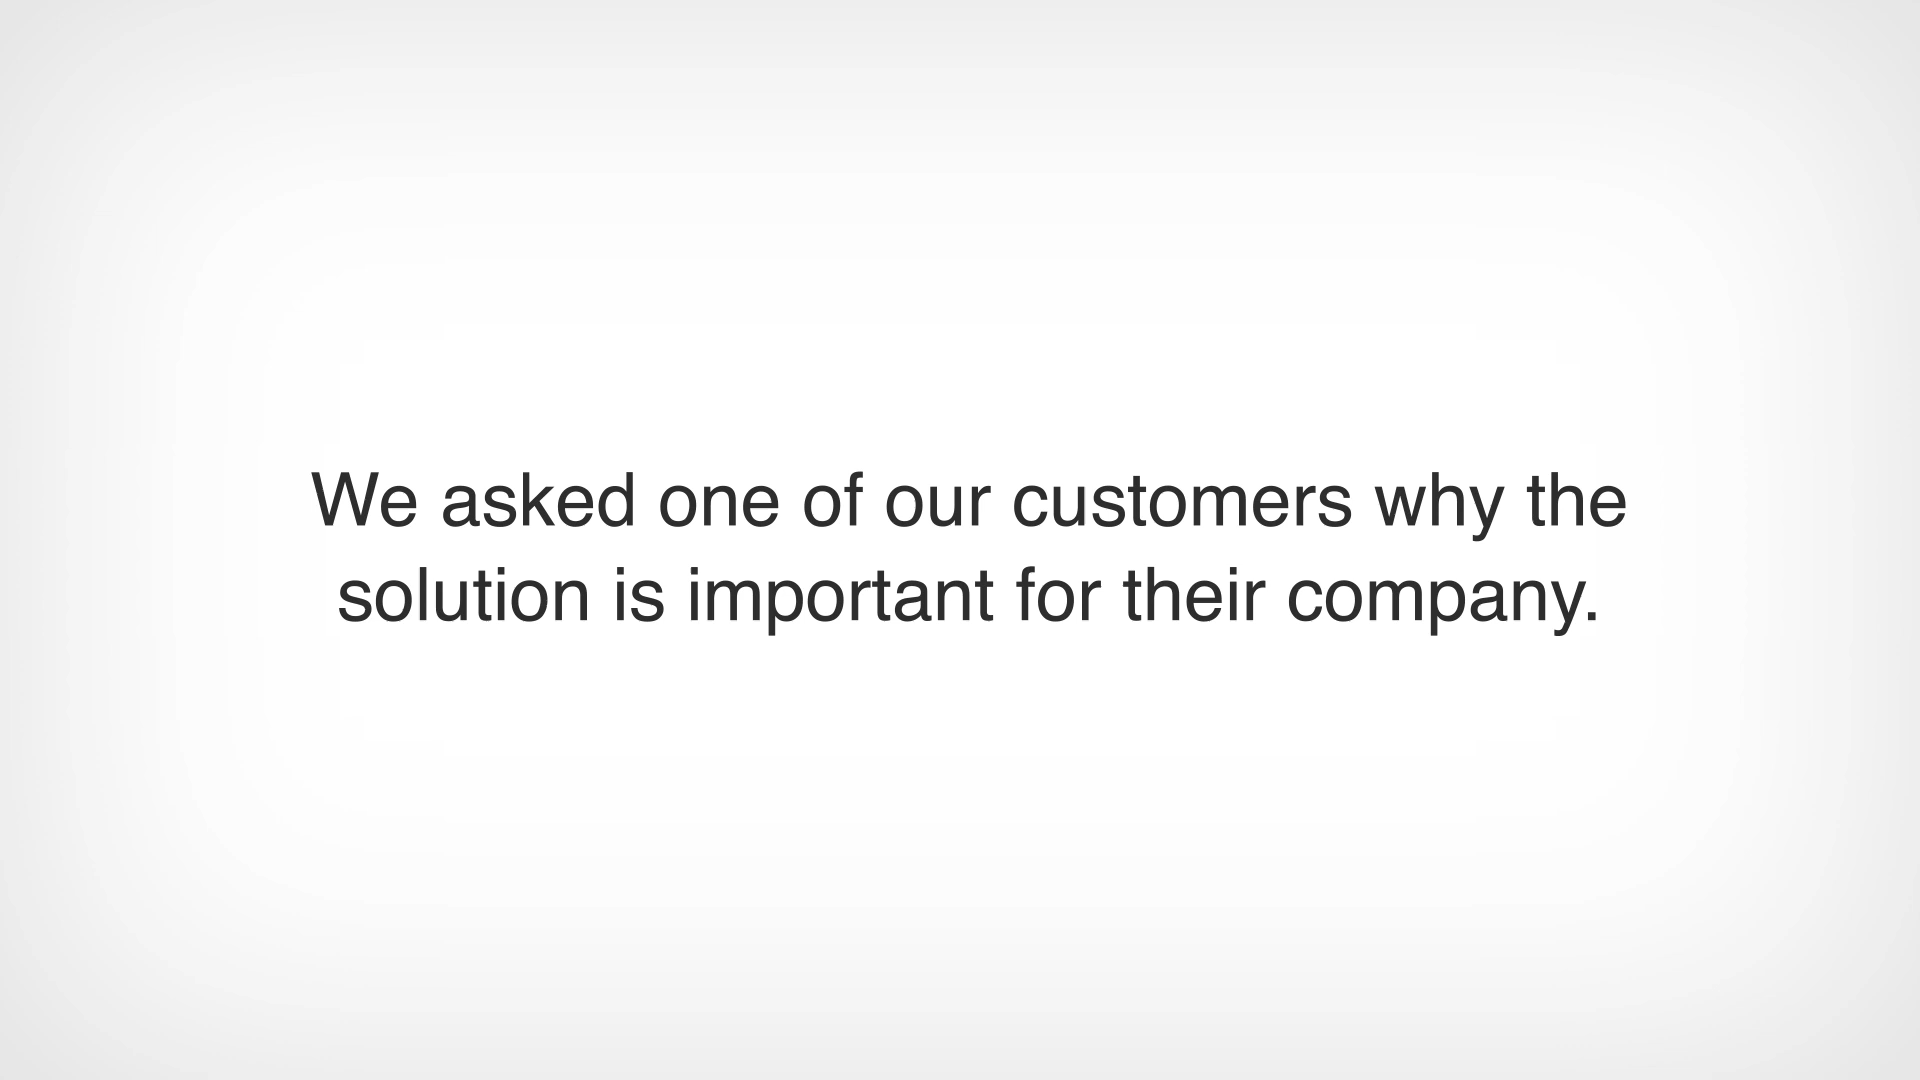 We asked one of our customers why the
solution is important for their company.